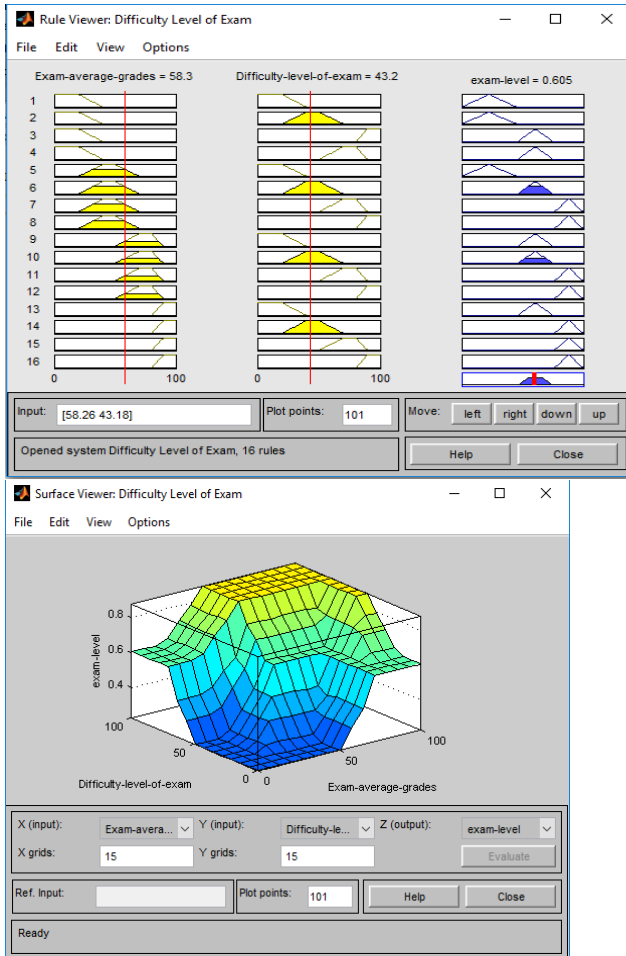 Rule Viewer: Difficulty Level of Exam
File Edit View Options
Exam-average-grades = 58.3 Difficulty-level-of-exam = 43.2 exam-level = 0.605
1
2
3
4
5
6
7
8
9
10
11
12
13
14
15
16
0 100 0 100
Input: [58.26 43.18] Plot points: 101 Move: left right down up
Opened system Difficulty Level of Exam, 16 rules Help Close
Surface Viewer: Difficulty Level of Exam
File Edit View Options
0.8
0.6
0.4
exam-level
100
50
0
Difficulty-level-of-exam
0
50
100
Exam-average-grades
X (input): Exam-avera... Y (input): Difficulty-le... Z (output): exam-level
X grids: 15 Y grids: 15 Evaluate
Ref. Input: Plot points: 101 Help Close
Ready